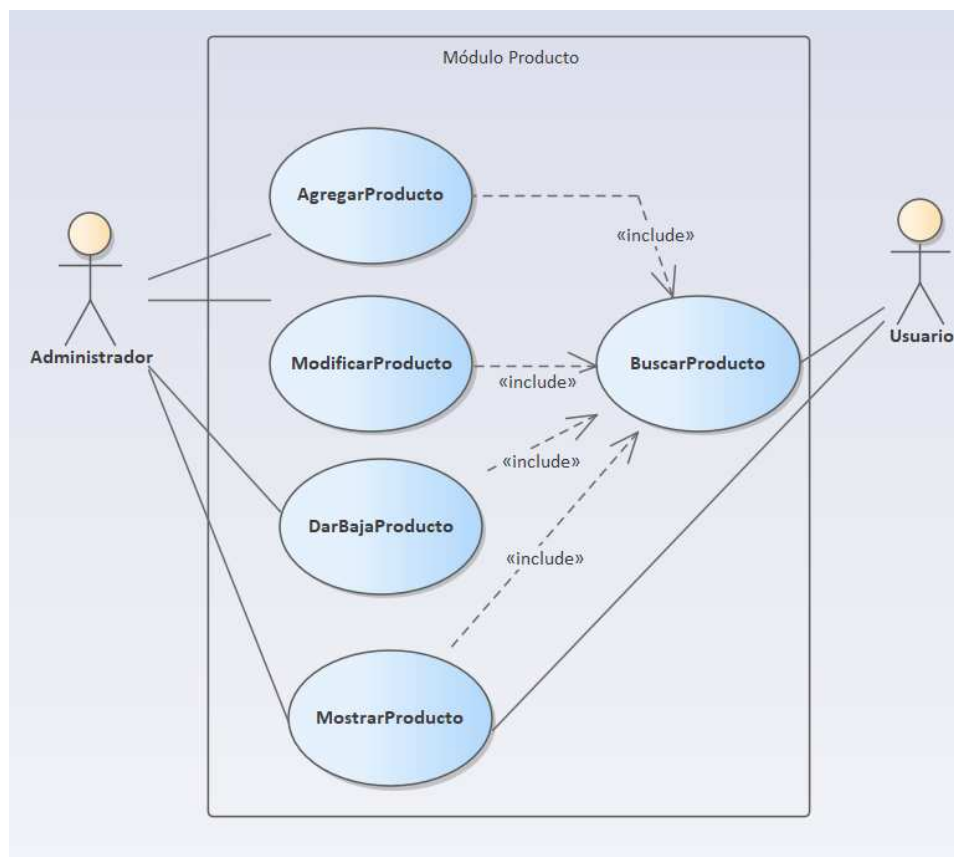 Módulo Producto
AgregarProducto
«include»
Administrador
Usuario
ModificarProducto
«include»
BuscarProducto
«include»
DarBajaProducto
«include»
MostrarProducto